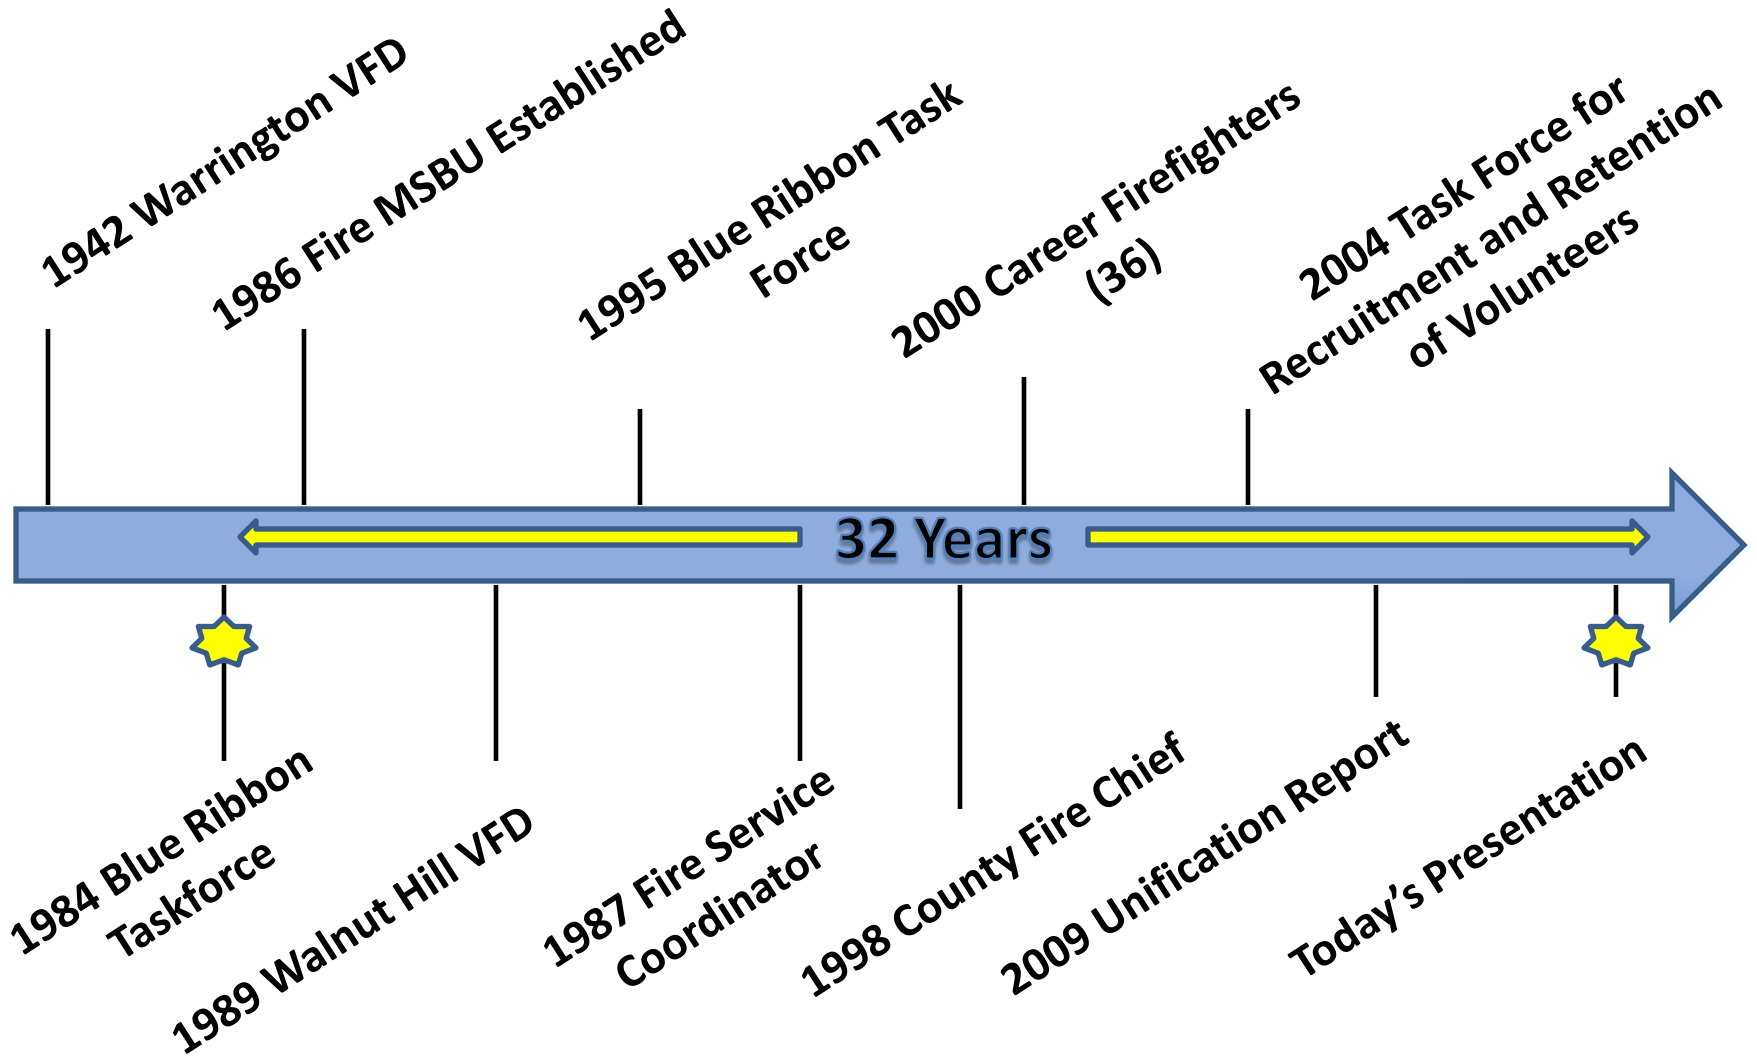 1942 Warrington VFD
1986 Fire MSBU Established
1995 Blue Ribbon Task
Force
2000 Career Firefighters
(36)
2004 Task Force for
Recruitment and Retention
of Volunteers
32 Years
1984 Blue Ribbon
Taskforce
1989 Walnut Hill VFD
1987 Fire Service
Coordinator
1998 County Fire Chief
2009 Unification Report
Today’s Presentation